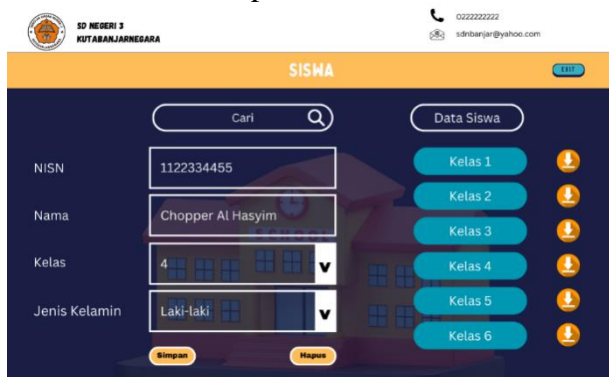 SD NEGERI 3
KUTABANJARNEGARA
0222222222
sdnbanjar@yahoo.com
SISWA
EXIT
Cari
Data Siswa
NISN
1122334455
Kelas 1
Kelas 2
Nama
Chopper Al Hasyim
Kelas 3
SCHOOL
Kelas
4
Kelas 4
Jenis Kelamin
Laki-laki
Kelas 5
Kelas 6
Simpan
Hapus